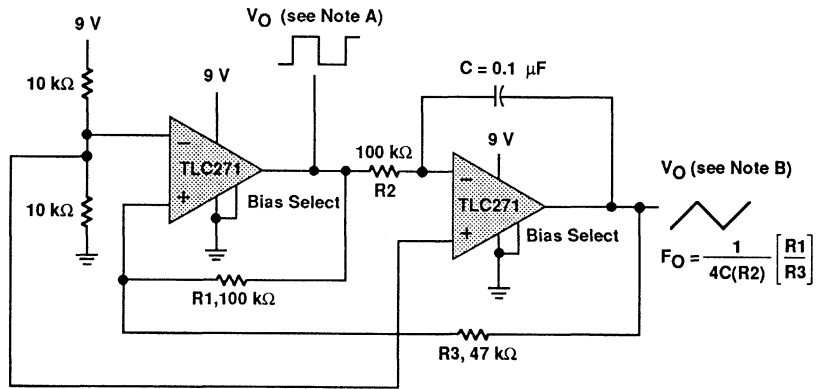 V_O (see Note A)
9 V
10 kΩ
9 V
C = 0.1 μF
−
TLC271
+
Bias Select
100 kΩ
R2
9 V
−
TLC271
+
Bias Select
V_O (see Note B)
10 kΩ
F_O = 1 / 4C(R2) [R1 / R3]
R1,100 kΩ
R3, 47 kΩ